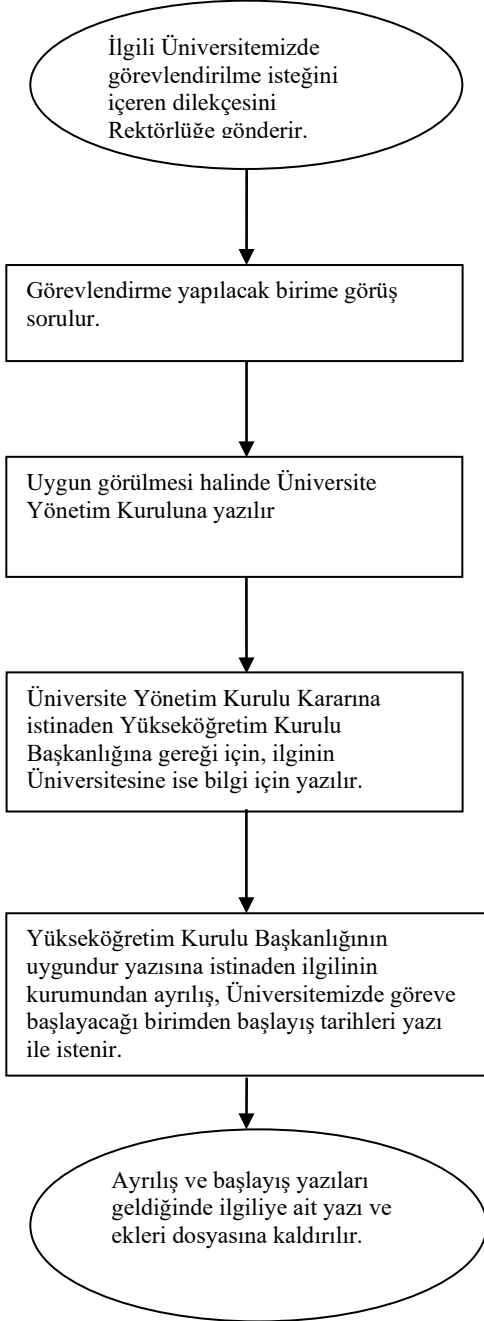 İlgili Üniversitemizde
görevlendirilme isteğini
içeren dilekçesini
Rektörlüğe gönderir.
Görevlendirme yapılacak birime görüş
sorulur.
Uygun görülmesi halinde Üniversite
Yönetim Kuruluna yazılır
Üniversite Yönetim Kurulu Kararına
istinaden Yükseköğretim Kurulu
Başkanlığına gereği için, ilginin
Üniversitesine ise bilgi için yazılır.
Yükseköğretim Kurulu Başkanlığının
uygundur yazısına istinaden ilgilinin
kurumundan ayrılış, Üniversitemizde göreve
başlayacağı birimden başlayış tarihleri yazı
ile istenir.
Ayrılış ve başlayış yazıları
geldiğinde ilgiliye ait yazı ve
ekleri dosyasına kaldırılır.